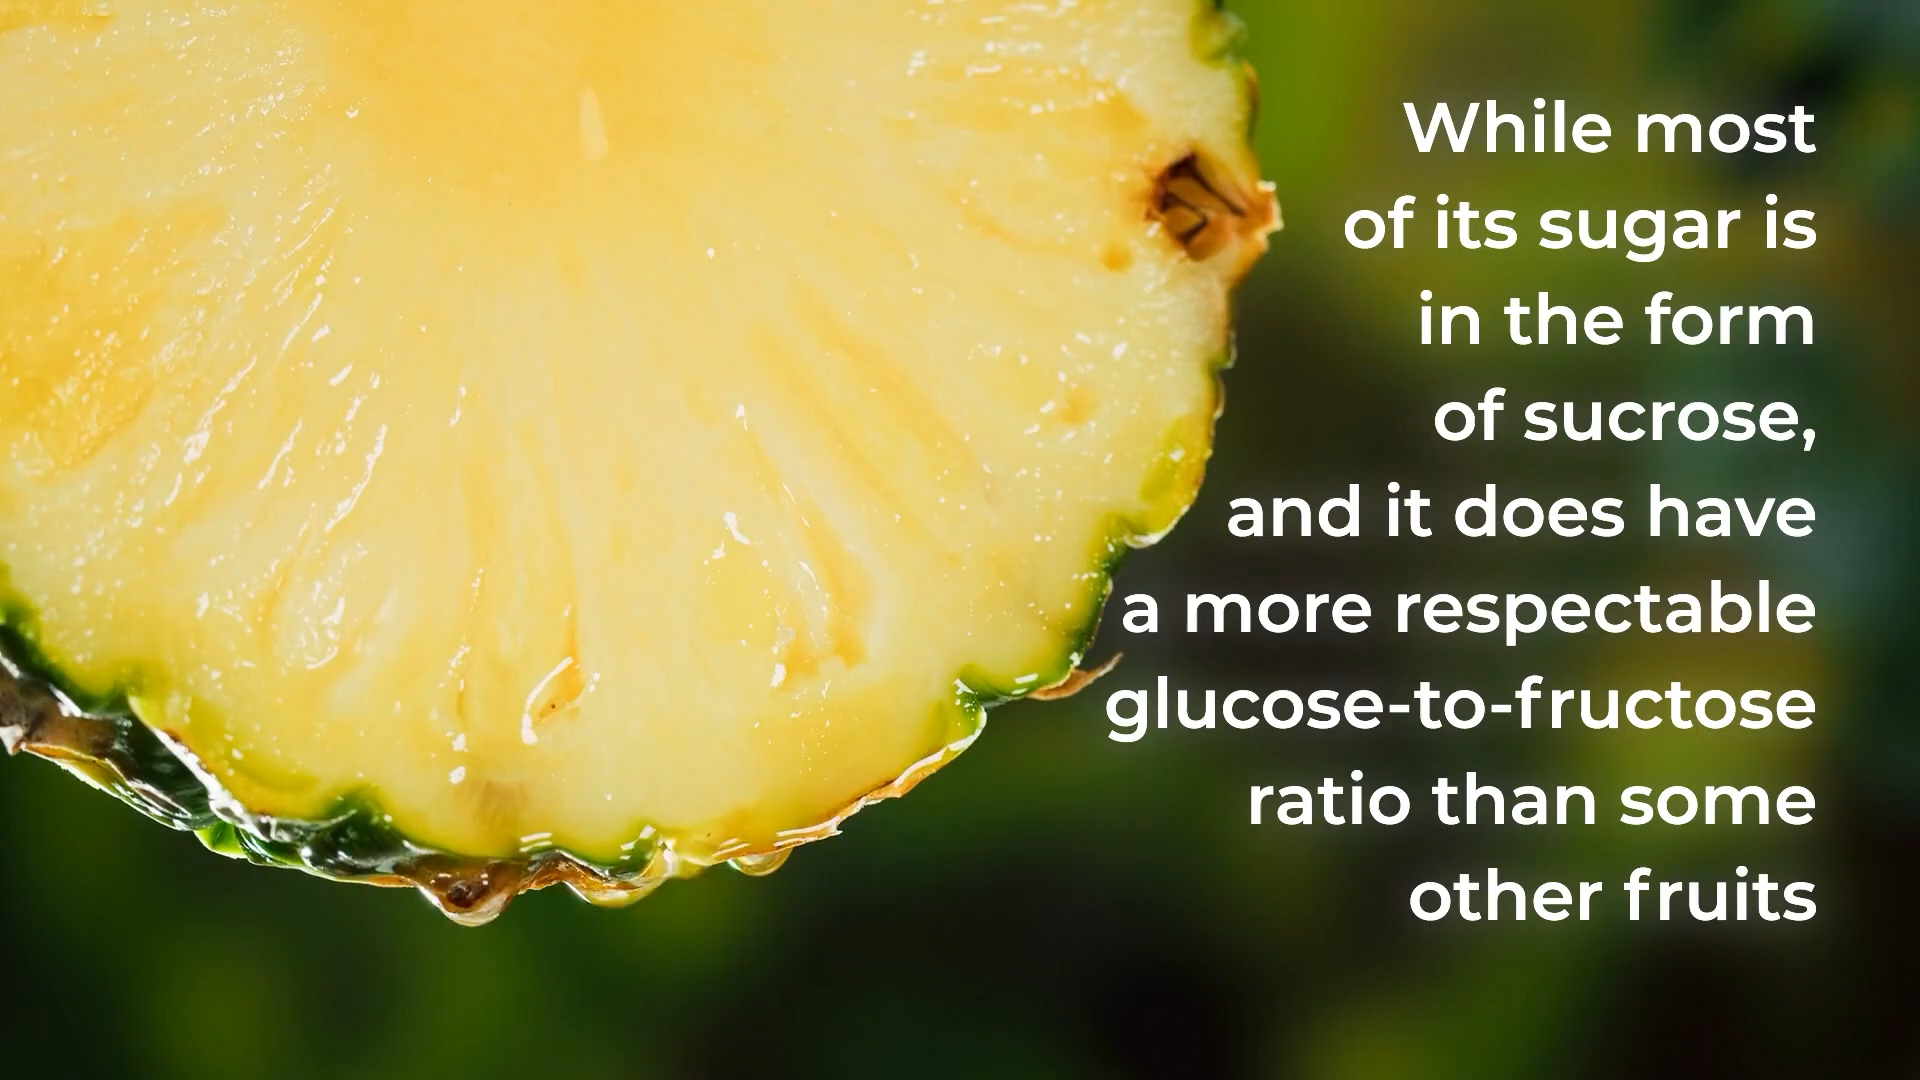 While most
of its sugar is
in the form
of sucrose,
and it does have
a more respectable
glucose-to-fructose
ratio than some
other fruits